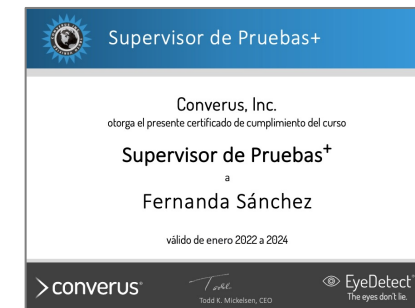 Supervisor de Pruebas+
Converus, Inc.
otorga el presente certificado de cumplimiento del curso
Supervisor de Pruebas+
a
Fernanda Sánchez
válido de enero 2022 a 2024
converus®
Todd K. Mickelsen, CEO
EyeDetect®
The eyes don't lie.